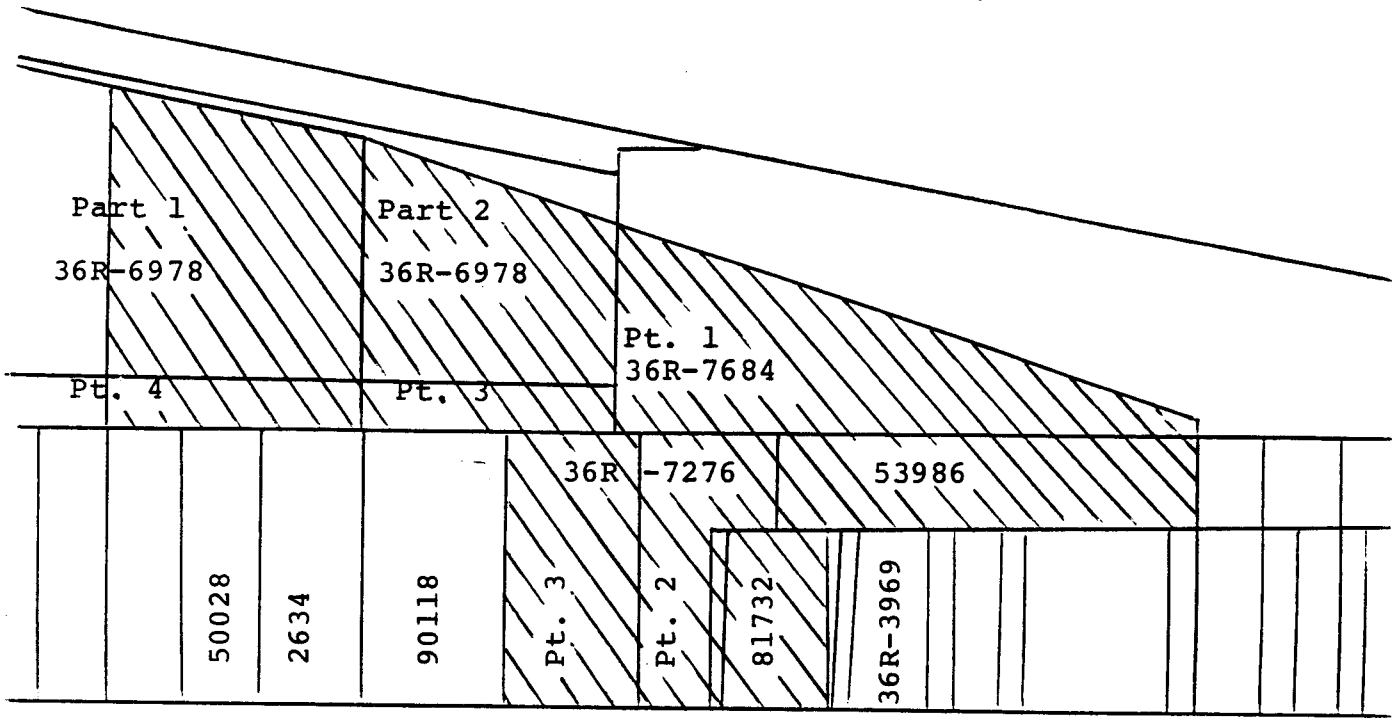 Part 1
36R-6978
Part 2
36R-6978
Pt. 1
36R-7684
Pt. 4
Pt. 3
36R -7276
53986
50028
2634
90118
Pt. 3
Pt. 2
81732
36R-3969